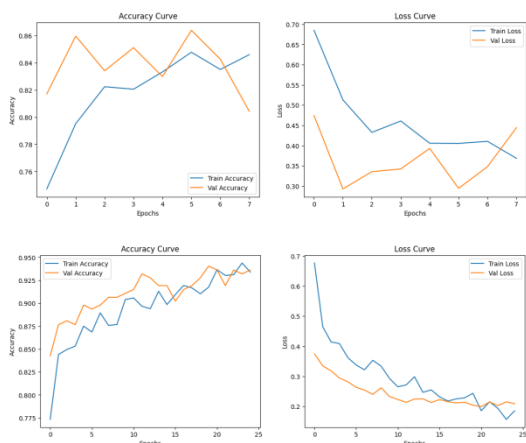 Accuracy Curve
Accuracy
0.86
0.84
0.82
0.80
0.78
0.76
Train Accuracy
Val Accuracy
0 1 2 3 4 5 6 7
Epochs
Loss Curve
Loss
0.70
0.65
0.60
0.55
0.50
0.45
0.40
0.35
0.30
Train Loss
Val Loss
0 1 2 3 4 5 6 7
Epochs
Accuracy Curve
Accuracy
0.950
0.925
0.900
0.875
0.850
0.825
0.800
0.775
Train Accuracy
Val Accuracy
0 5 10 15 20 25
Epochs
Loss Curve
Loss
0.7
0.6
0.5
0.4
0.3
0.2
Train Loss
Val Loss
0 5 10 15 20 25
Epochs